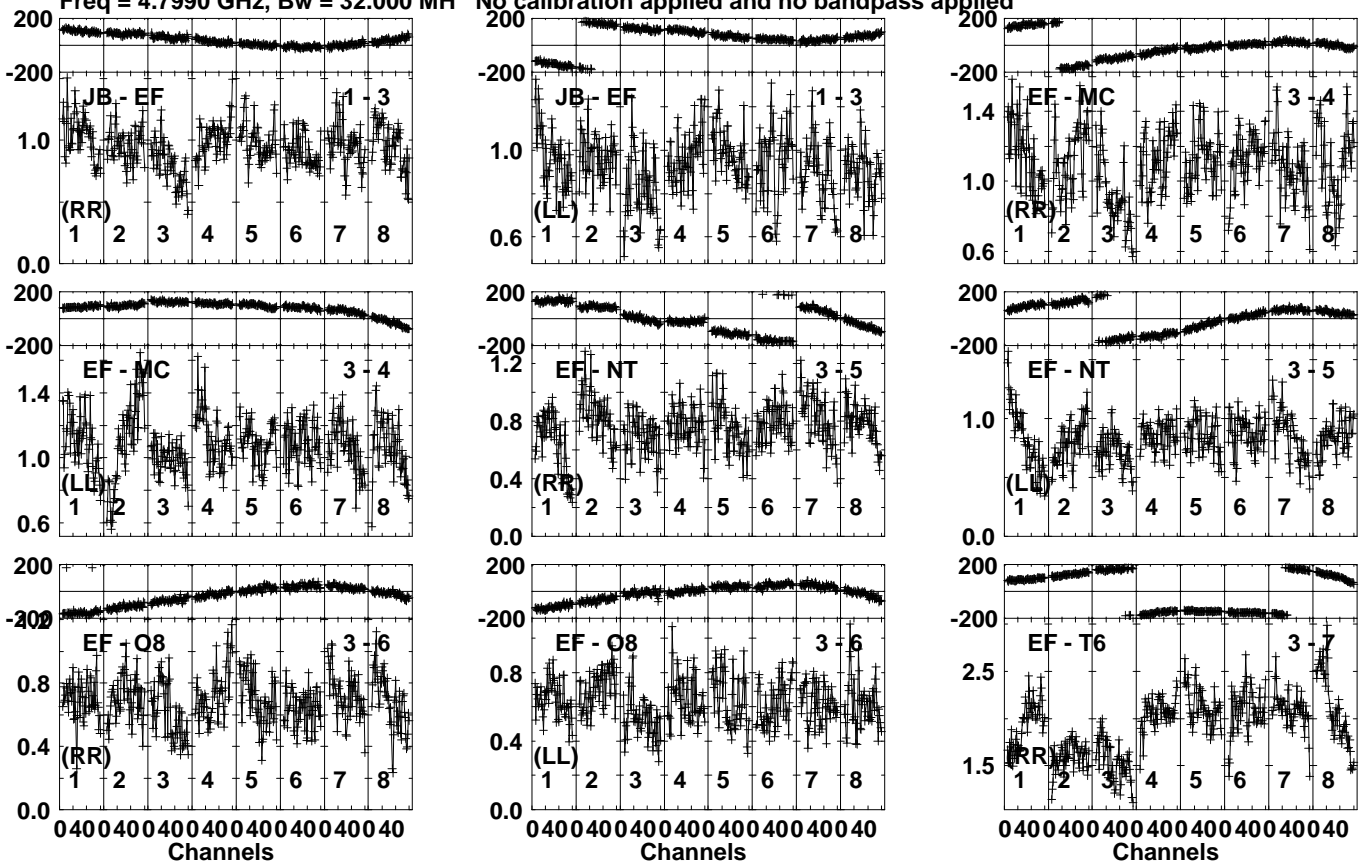 Freq = 4.7990 GHz, Bw = 32.000 MH No calibration applied and no bandpass applied
200
-200
JB - EF 1 - 3
1.0
(RR)
1 2 3 4 5 6 7 8
0.0
200
-200
JB - EF 1 - 3
1.0
(LL)
0.6
1 2 3 4 5 6 7 8
200
-200
EF - MC 3 - 4
1.4
1.0
(RR)
0.6
1 2 3 4 5 6 7 8
200
-200
EF - MC 3 - 4
1.4
1.0
(LL)
0.6
1 2 3 4 5 6 7 8
200
-200
1.2
EF - NT 3 - 5
0.8
0.4
(RR)
1 2 3 4 5 6 7 8
0.0
200
-200
EF - NT 3 - 5
1.0
(LL)
1 2 3 4 5 6 7 8
0.0
200
-200
1.2
EF - O8 3 - 6
0.8
0.4
(RR)
1 2 3 4 5 6 7 8
0.0
0 40 0 40 0 40 0 40 0 40 0 40 0 40 0 40
Channels
200
-200
EF - O8 3 - 6
0.8
0.4
(LL)
1 2 3 4 5 6 7 8
0.0
0 40 0 40 0 40 0 40 0 40 0 40 0 40 0 40
Channels
200
-200
EF - T6 3 - 7
2.5
1.5
(RR)
1 2 3 4 5 6 7 8
0 40 0 40 0 40 0 40 0 40 0 40 0 40 0 40
Channels